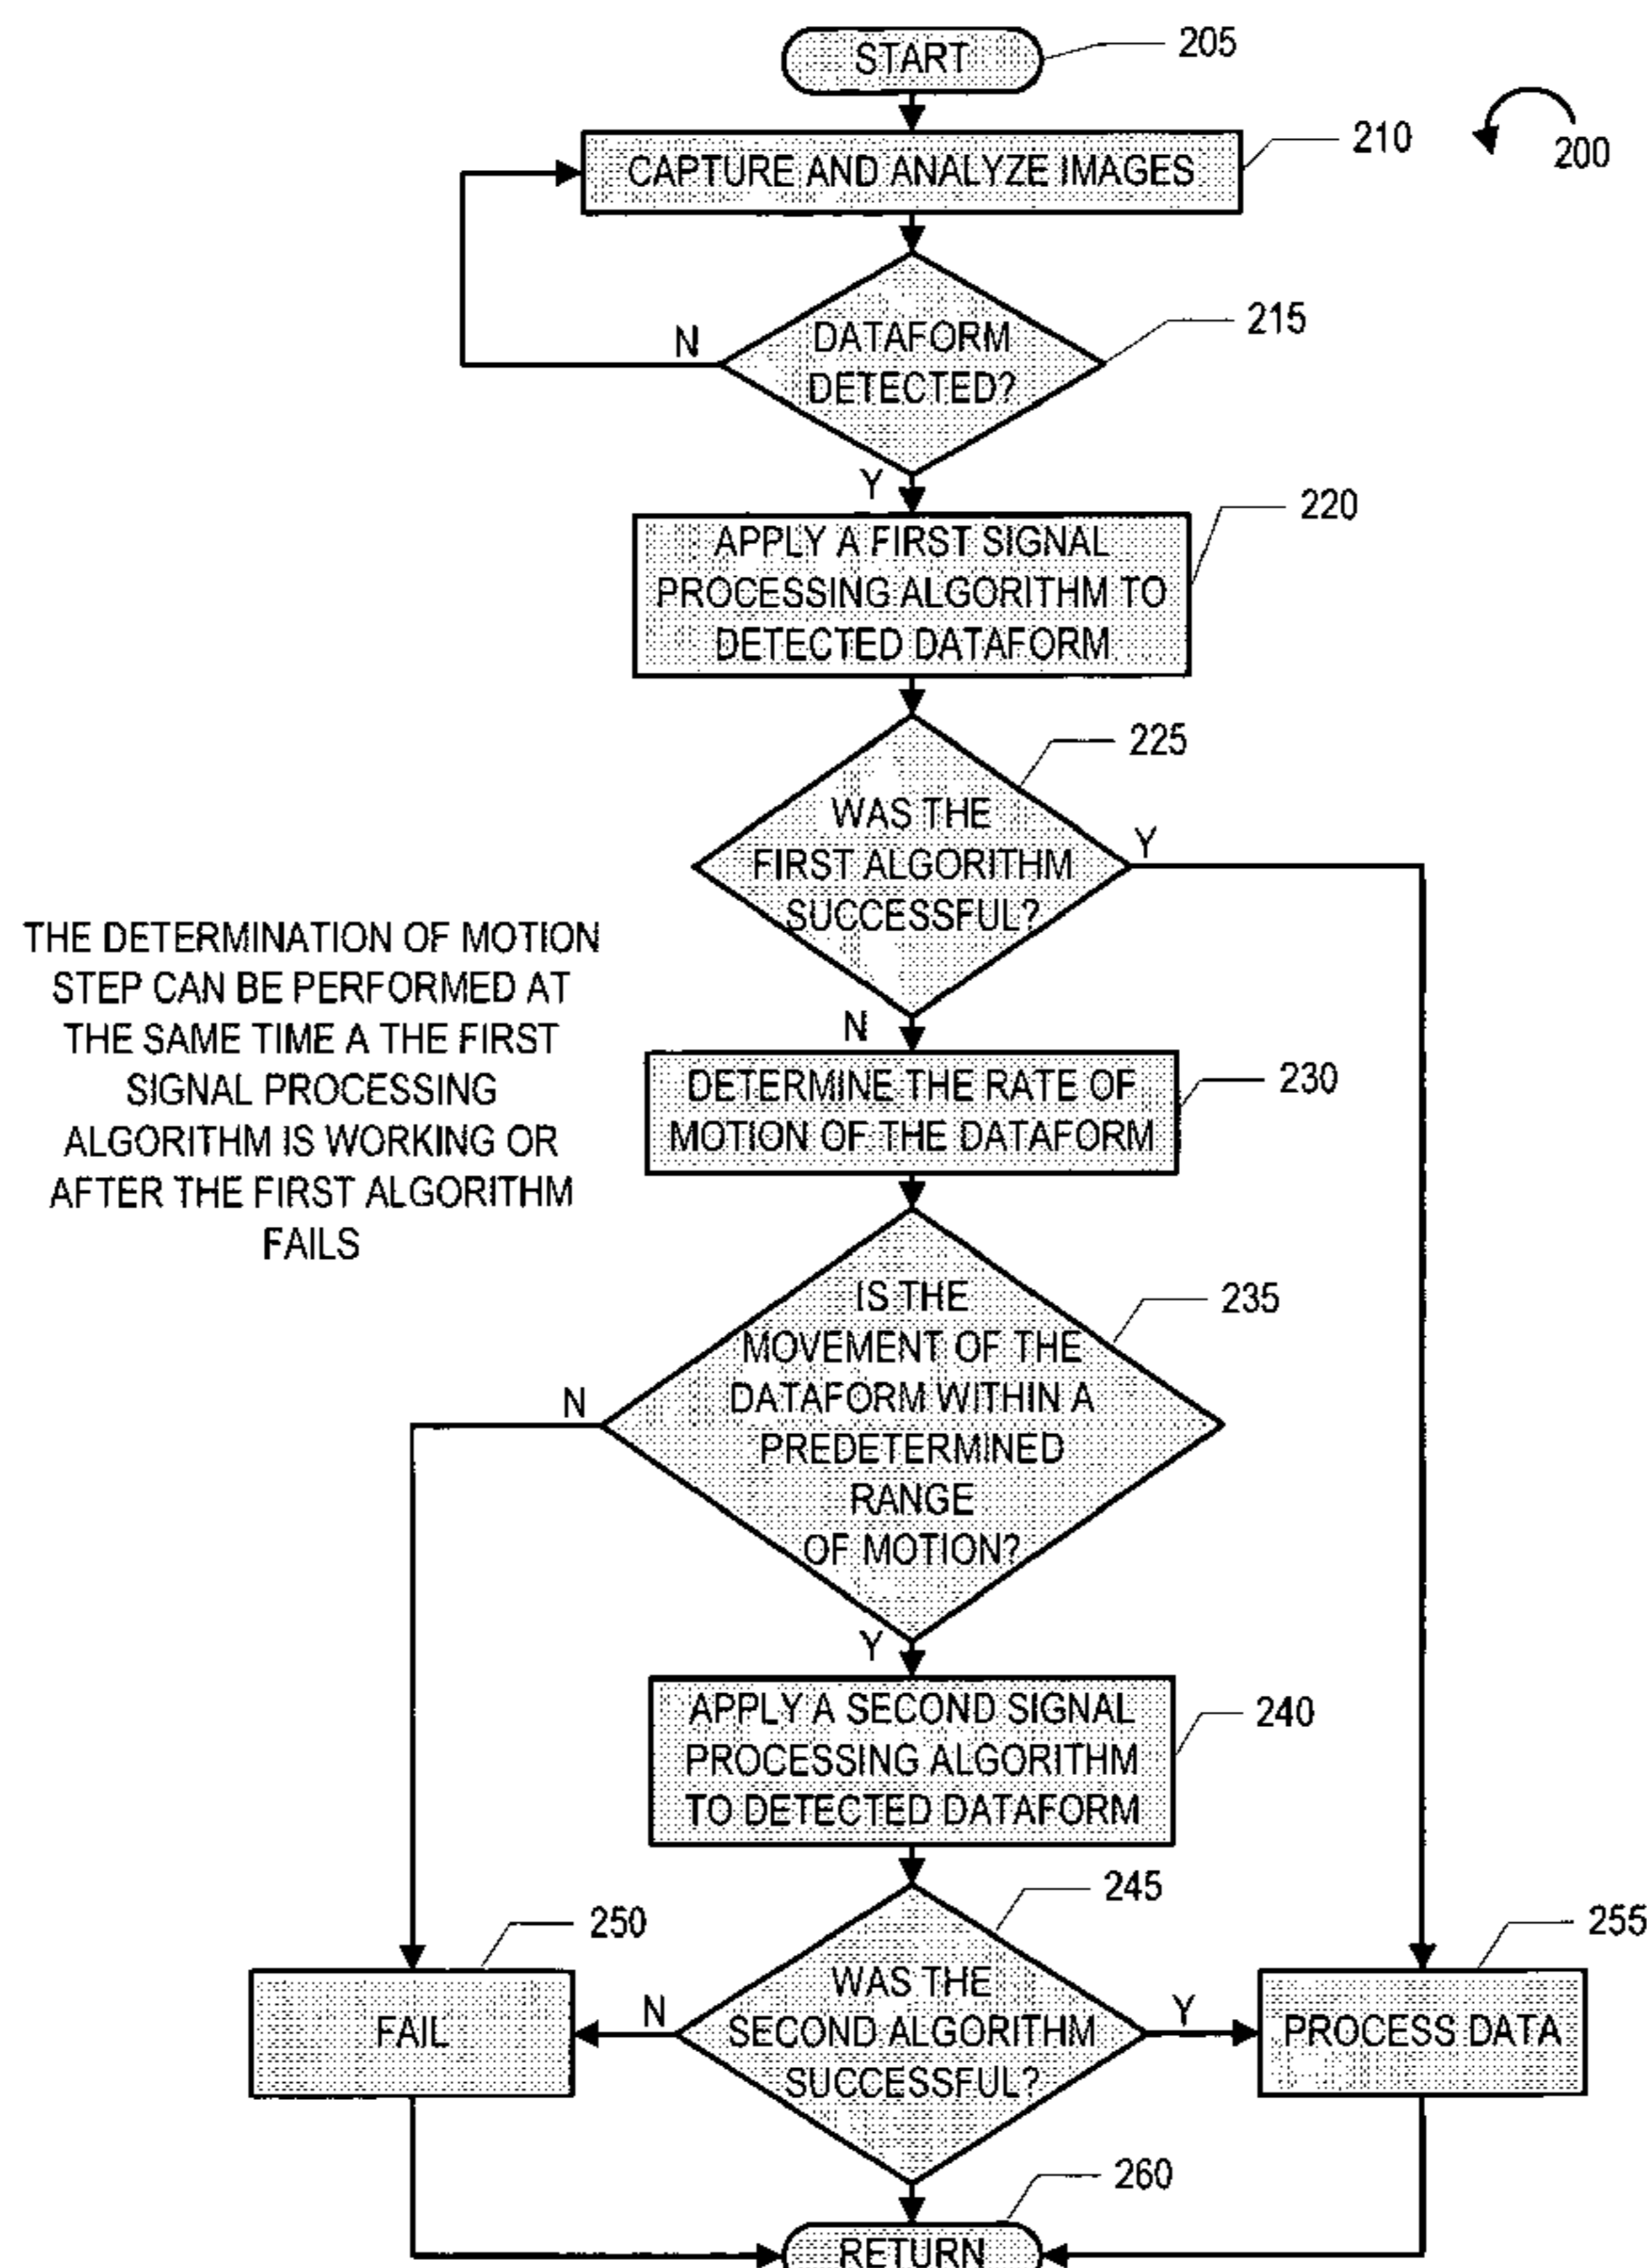 START
205
CAPTURE AND ANALYZE IMAGES
210
200
DATAFORM
DETECTED?
215
N
Y
APPLY A FIRST SIGNAL
PROCESSING ALGORITHM TO
DETECTED DATAFORM
220
WAS THE
FIRST ALGORITHM
SUCCESSFUL?
225
Y
N
THE DETERMINATION OF MOTION
STEP CAN BE PERFORMED AT
THE SAME TIME A THE FIRST
SIGNAL PROCESSING
ALGORITHM IS WORKING OR
AFTER THE FIRST ALGORITHM
FAILS
DETERMINE THE RATE OF
MOTION OF THE DATAFORM
230
IS THE
MOVEMENT OF THE
DATAFORM WITHIN A
PREDETERMINED
RANGE
OF MOTION?
235
N
Y
APPLY A SECOND SIGNAL
PROCESSING ALGORITHM
TO DETECTED DATAFORM
240
WAS THE
SECOND ALGORITHM
SUCCESSFUL?
245
N
Y
FAIL
250
PROCESS DATA
255
RETURN
260